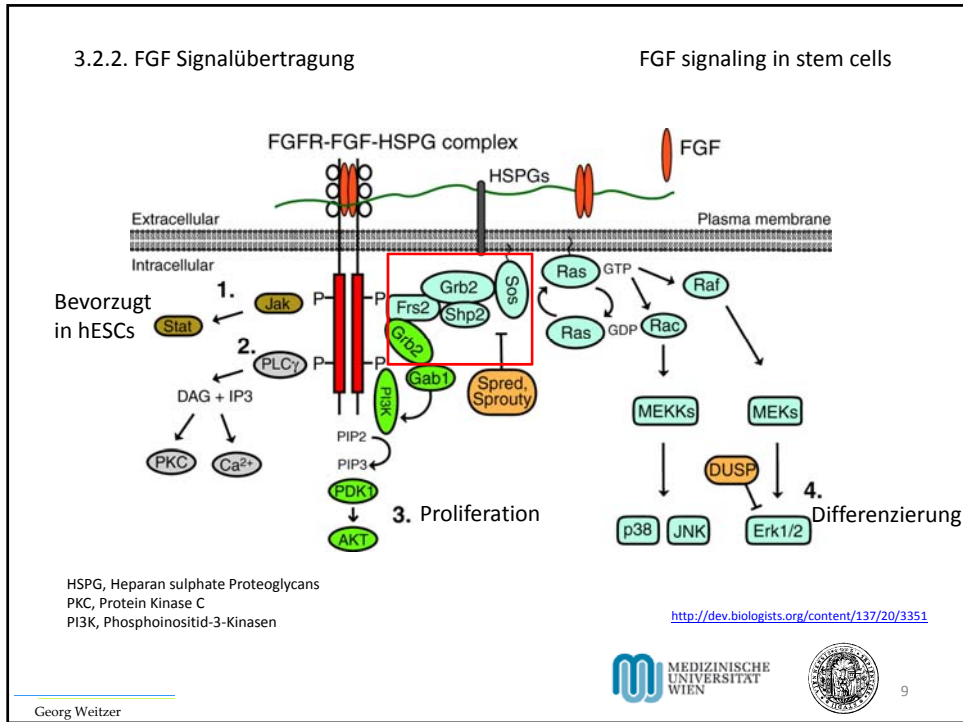 3.2.2. FGF Signalübertragung
FGF signaling in stem cells
FGFR-FGF-HSPG complex
FGF
HSPGs
Extracellular
Plasma membrane
Intracellular
Bevorzugt
in hESCs
1.
Jak
Stat
P
P
2.
PLCγ
P
P
DAG + IP3
PKC
Ca²⁺
Frs2
Grb2
Shp2
Sos
Grb2
Gab1
PI3K
PIP2
PIP3
PDK1
AKT
3. Proliferation
Spred,
Sprouty
Ras
GTP
Ras
GDP
Raf
Rac
MEKKs
MEKs
DUSP
p38
JNK
Erk1/2
4.
Differenzierung
HSPG, Heparan sulphate Proteoglycans
PKC, Protein Kinase C
PI3K, Phosphoinositid-3-Kinasen
http://dev.biologists.org/content/137/20/3351
MEDIZINISCHE
UNIVERSITÄT
WIEN
9
Georg Weitzer